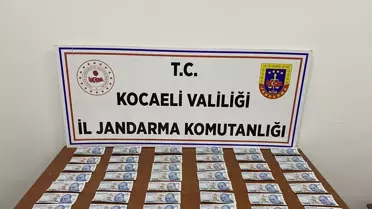 T.C.
KOCAELİ VALİLİĞİ
İL JANDARMA KOMUTANLIĞI